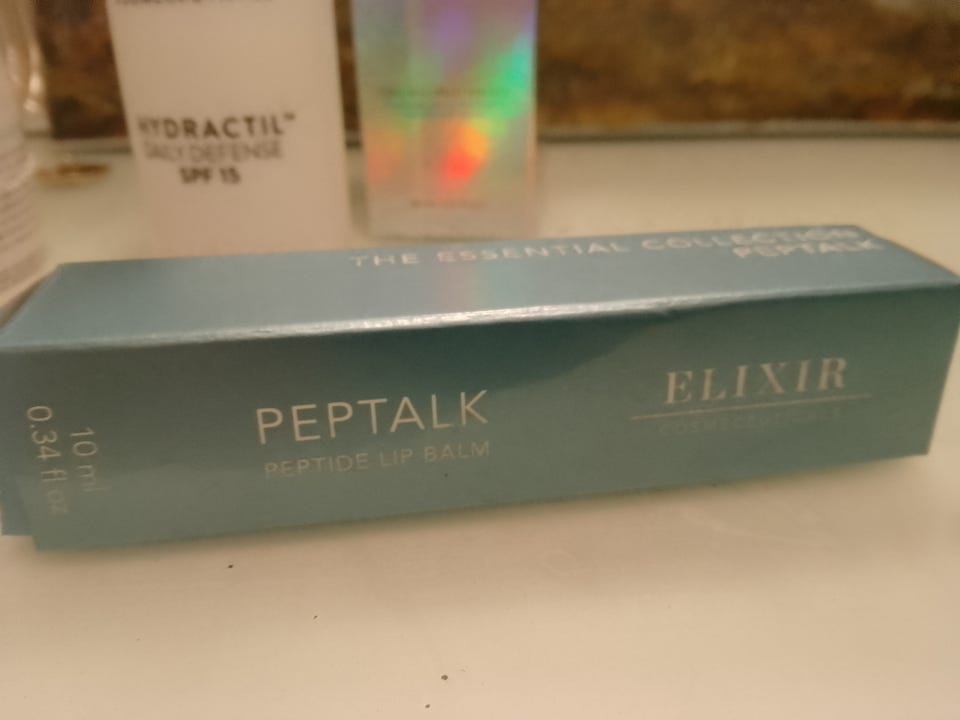 HYDRACTIL™
DAILY DEFENSE
SPF 15
THE ESSENTIAL COLLECTION
PEPTALK
PEPTALK
PEPTIDE LIP BALM
ELIXIR
COSMECEUTICALS
10 ml
0.34 fl oz